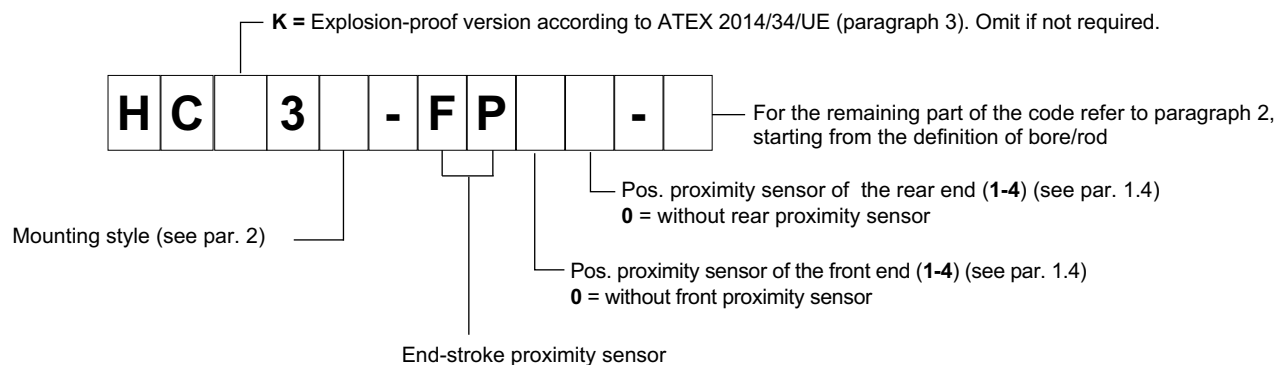 K = Explosion-proof version according to ATEX 2014/34/UE (paragraph 3). Omit if not required.
H C 3 - F P -
For the remaining part of the code refer to paragraph 2,
starting from the definition of bore/rod
Pos. proximity sensor of the rear end (1-4) (see par. 1.4)
0 = without rear proximity sensor
Mounting style (see par. 2)
Pos. proximity sensor of the front end (1-4) (see par. 1.4)
0 = without front proximity sensor
End-stroke proximity sensor